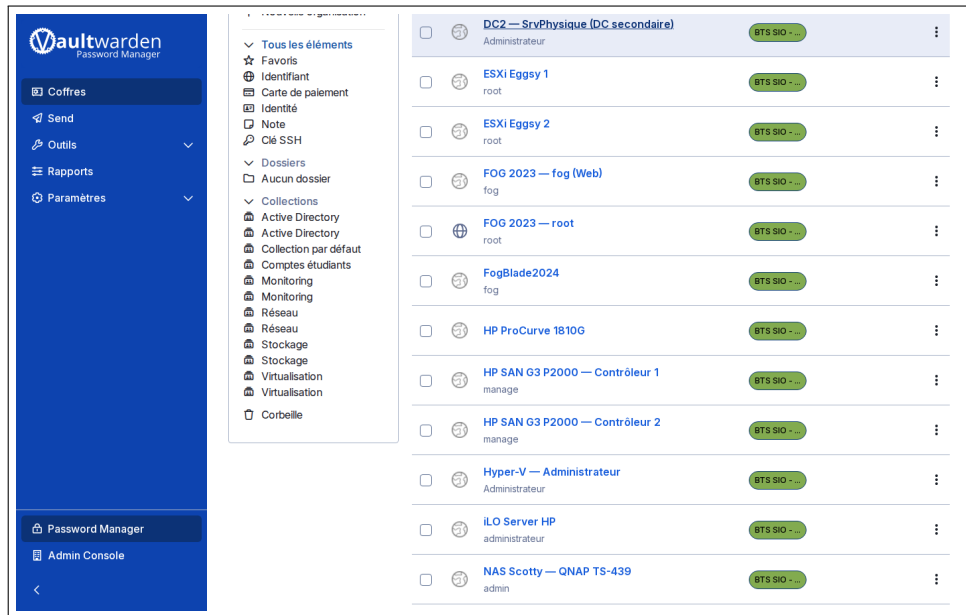 Vaultwarden
Password Manager
Coffres
Send
Outils
Rapports
Paramètres
Password Manager
Admin Console
Nouvelle organisation
Tous les éléments
Favoris
Identifiant
Carte de paiement
Identité
Note
Clé SSH
Dossiers
Aucun dossier
Collections
Active Directory
Active Directory
Collection par défaut
Comptes étudiants
Monitoring
Monitoring
Réseau
Réseau
Stockage
Stockage
Virtualisation
Virtualisation
Corbeille
DC2 — SrvPhysique (DC secondaire)
Administrateur
BTS SIO - ...
ESXi Eggsy 1
root
BTS SIO - ...
ESXi Eggsy 2
root
BTS SIO - ...
FOG 2023 — fog (Web)
fog
BTS SIO - ...
FOG 2023 — root
root
BTS SIO - ...
FogBlade2024
fog
BTS SIO - ...
HP ProCurve 1810G
BTS SIO - ...
HP SAN G3 P2000 — Contrôleur 1
manage
BTS SIO - ...
HP SAN G3 P2000 — Contrôleur 2
manage
BTS SIO - ...
Hyper-V — Administrateur
Administrateur
BTS SIO - ...
iLO Server HP
administrateur
BTS SIO - ...
NAS Scotty — QNAP TS-439
admin
BTS SIO - ...